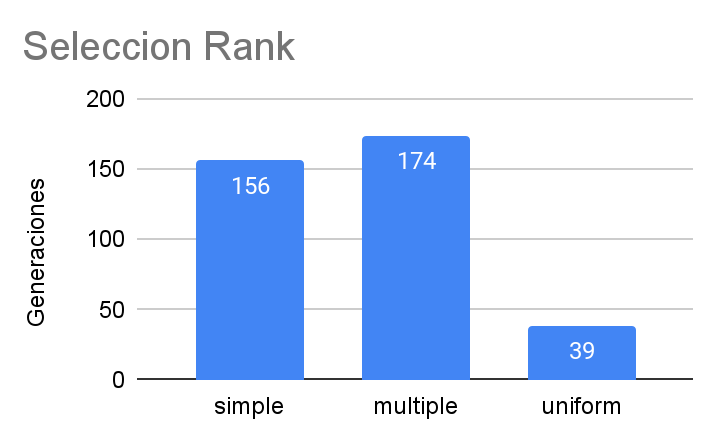 Seleccion Rank
Generaciones
200
150
100
50
0
156
174
39
simple
multiple
uniform